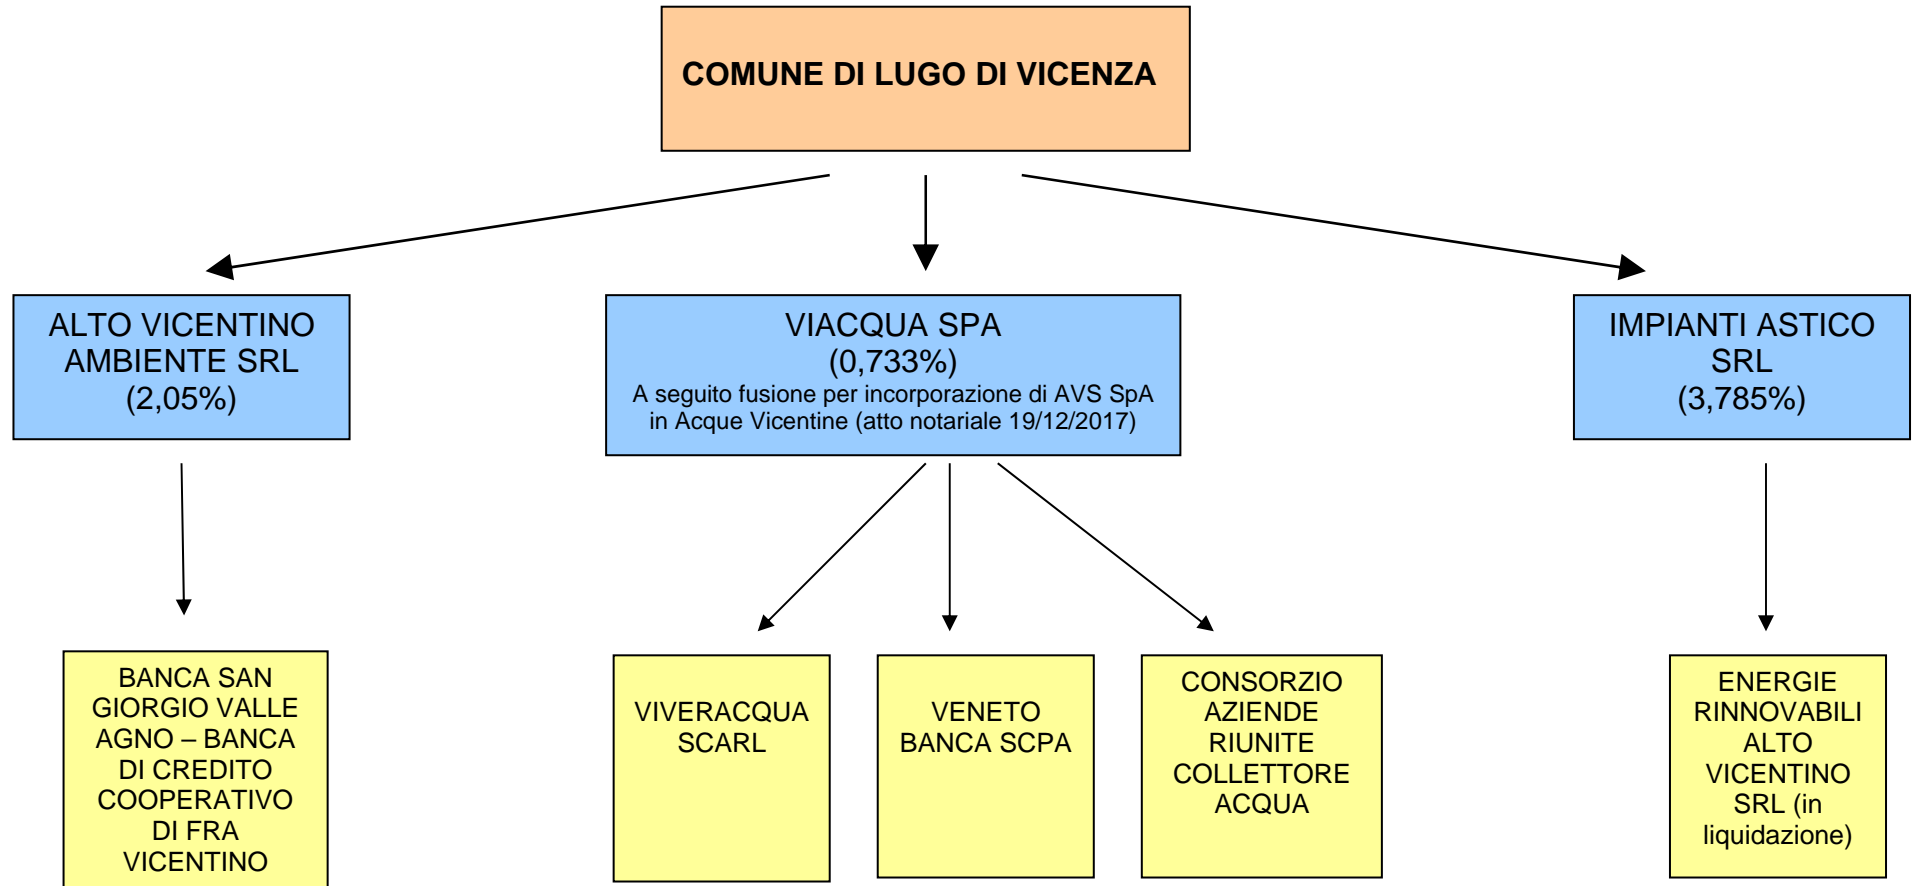 COMUNE DI LUGO DI VICENZA
ALTO VICENTINO
AMBIENTE SRL
(2,05%)
VIACQUA SPA
(0,733%)
A seguito fusione per incorporazione di AVS SpA
in Acque Vicentine (atto notariale 19/12/2017)
IMPIANTI ASTICO
SRL
(3,785%)
BANCA SAN
GIORGIO VALLE
AGNO – BANCA
DI CREDITO
COOPERATIVO
DI FRA
VICENTINO
VIVERACQUA
SCARL
VENETO
BANCA SCPA
CONSORZIO
AZIENDE
RIUNITE
COLLETTORE
ACQUA
ENERGIE
RINNOVABILI
ALTO
VICENTINO
SRL (in
liquidazione)